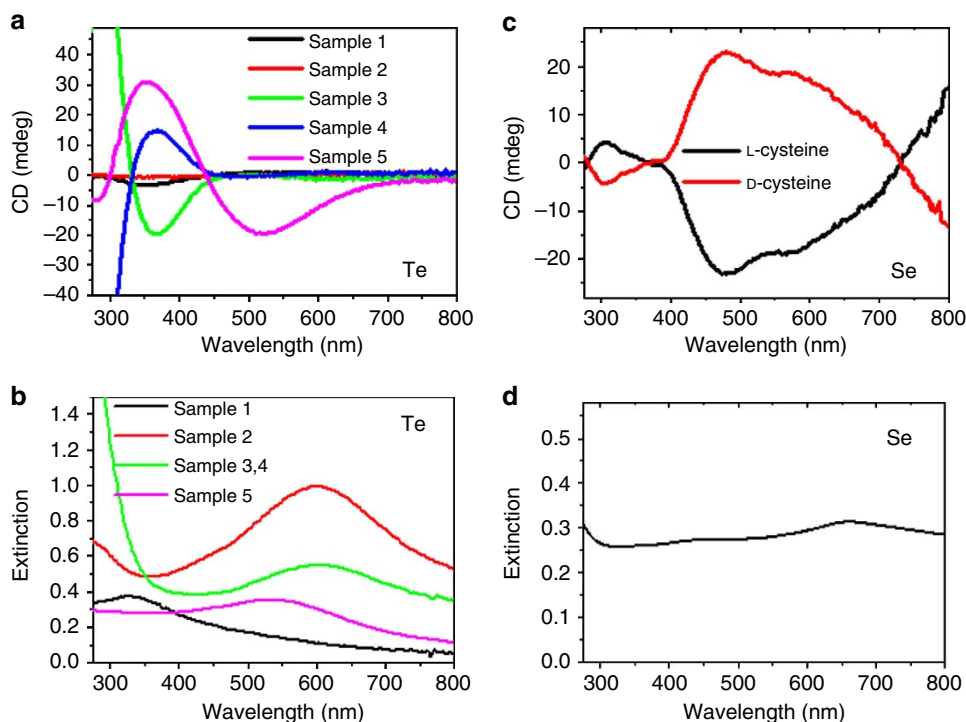 a
CD (mdeg)
50
40
30
20
10
0
–10
–20
–30
–40
Sample 1
Sample 2
Sample 3
Sample 4
Sample 5
Te
300 400 500 600 700 800
Wavelength (nm)
c
CD (mdeg)
20
10
0
–10
–20
L-cysteine
D-cysteine
Se
300 400 500 600 700 800
Wavelength (nm)
b
Extinction
1.4
1.2
1.0
0.8
0.6
0.4
0.2
0.0
Sample 1
Sample 2
Sample 3,4
Sample 5
Te
300 400 500 600 700 800
Wavelength (nm)
d
Extinction
0.5
0.4
0.3
0.2
0.1
0.0
Se
300 400 500 600 700 800
Wavelength (nm)